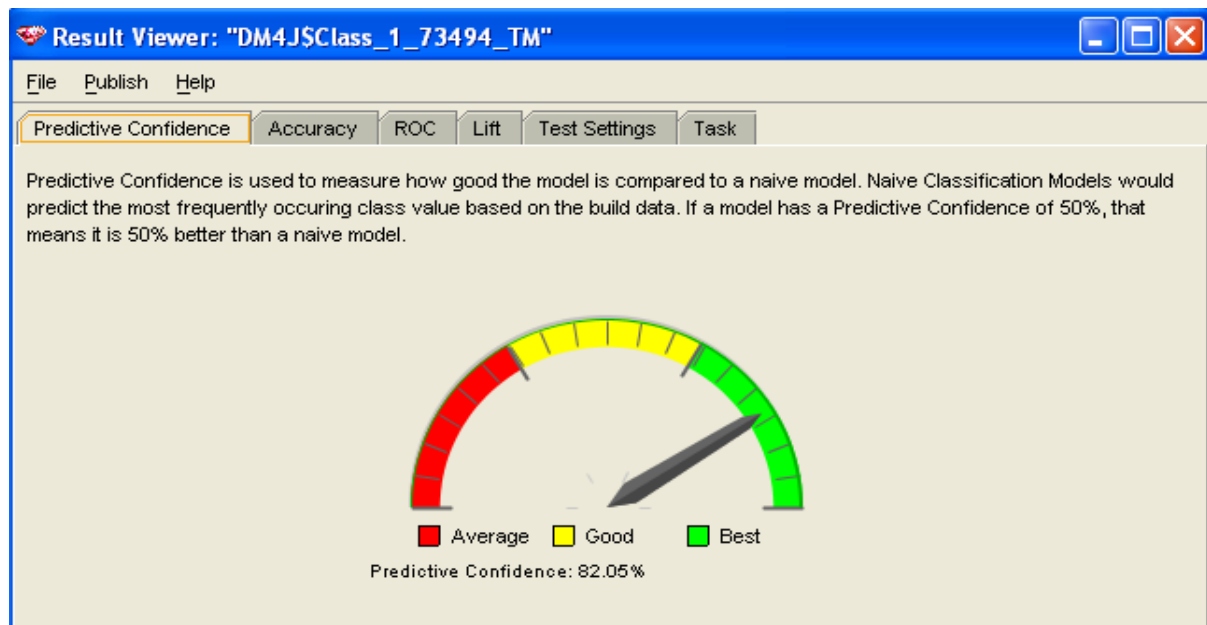 Result Viewer: "DM4J$Class_1_73494_TM"
File Publish Help
Predictive Confidence Accuracy ROC Lift Test Settings Task
Predictive Confidence is used to measure how good the model is compared to a naive model. Naive Classification Models would
predict the most frequently occuring class value based on the build data. If a model has a Predictive Confidence of 50%, that
means it is 50% better than a naive model.
Average Good Best
Predictive Confidence: 82.05%